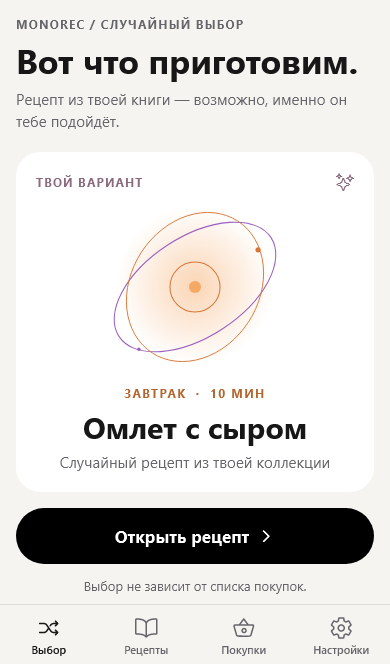 MONOREC / СЛУЧАЙНЫЙ ВЫБОР
Вот что приготовим.
Рецепт из твоей книги — возможно, именно он
тебе подойдёт.
ТВОЙ ВАРИАНТ
ЗАВТРАК · 10 МИН
Омлет с сыром
Случайный рецепт из твоей коллекции
Открыть рецепт
Выбор не зависит от списка покупок.
Выбор
Рецепты
Покупки
Настройки